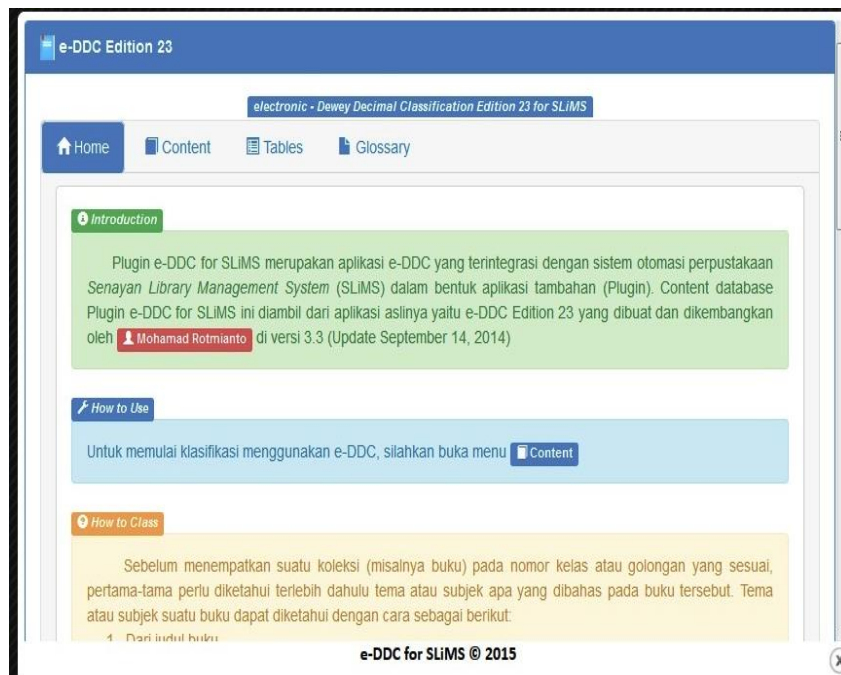 e-DDC Edition 23
electronic - Dewey Decimal Classification Edition 23 for SLiMS
Home Content Tables Glossary
Introduction
Plugin e-DDC for SLiMS merupakan aplikasi e-DDC yang terintegrasi dengan sistem otomasi perpustakaan
Senayan Library Management System (SLiMS) dalam bentuk aplikasi tambahan (Plugin). Content database
Plugin e-DDC for SLiMS ini diambil dari aplikasi aslinya yaitu e-DDC Edition 23 yang dibuat dan dikembangkan
oleh Mohamad Rotmianto di versi 3.3 (Update September 14, 2014)
How to Use
Untuk memulai klasifikasi menggunakan e-DDC, silahkan buka menu Content
How to Class
Sebelum menempatkan suatu koleksi (misalnya buku) pada nomor kelas atau golongan yang sesuai,
pertama-tama perlu diketahui terlebih dahulu tema atau subjek apa yang dibahas pada buku tersebut. Tema
atau subjek suatu buku dapat diketahui dengan cara sebagai berikut:
1. Dari judul buku
e-DDC for SLiMS © 2015